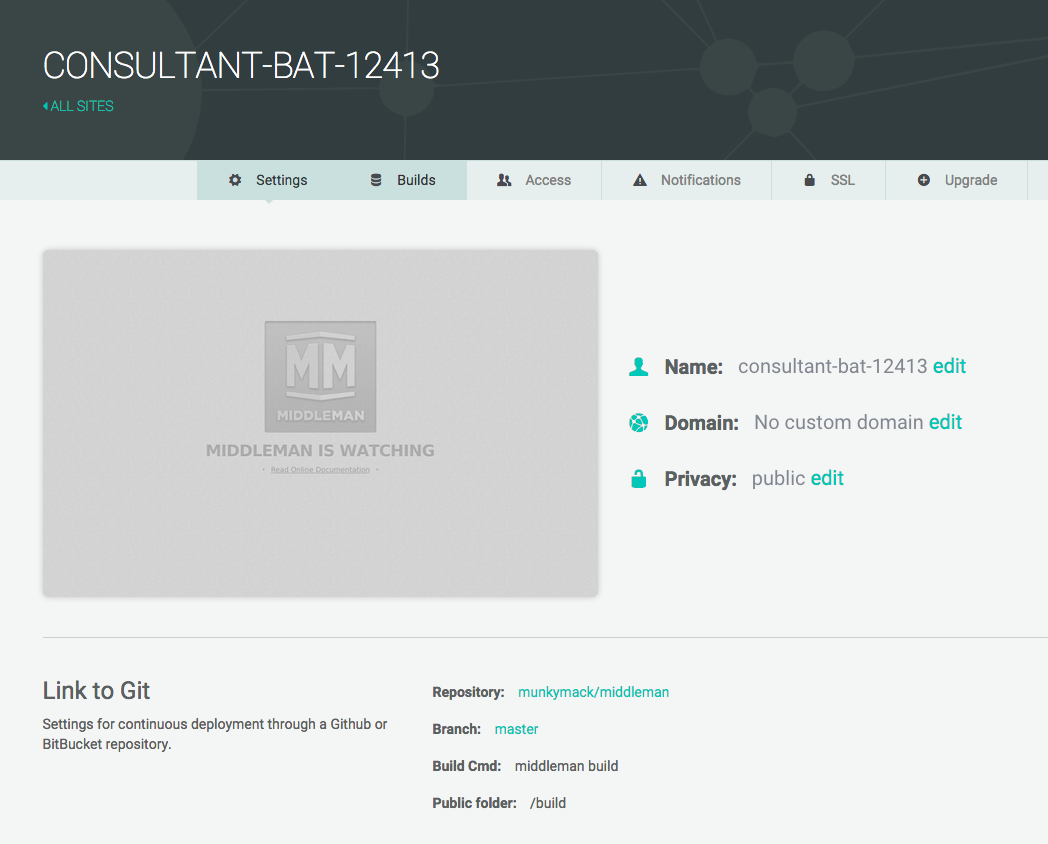 CONSULTANT-BAT-12413
ALL SITES
Settings Builds Access Notifications SSL Upgrade
MM
MIDDLEMAN
MIDDLEMAN IS WATCHING
• Read Online Documentation •
Name: consultant-bat-12413 edit
Domain: No custom domain edit
Privacy: public edit
Link to Git
Settings for continuous deployment through a Github or
BitBucket repository.
Repository: munkymack/middleman
Branch: master
Build Cmd: middleman build
Public folder: /build